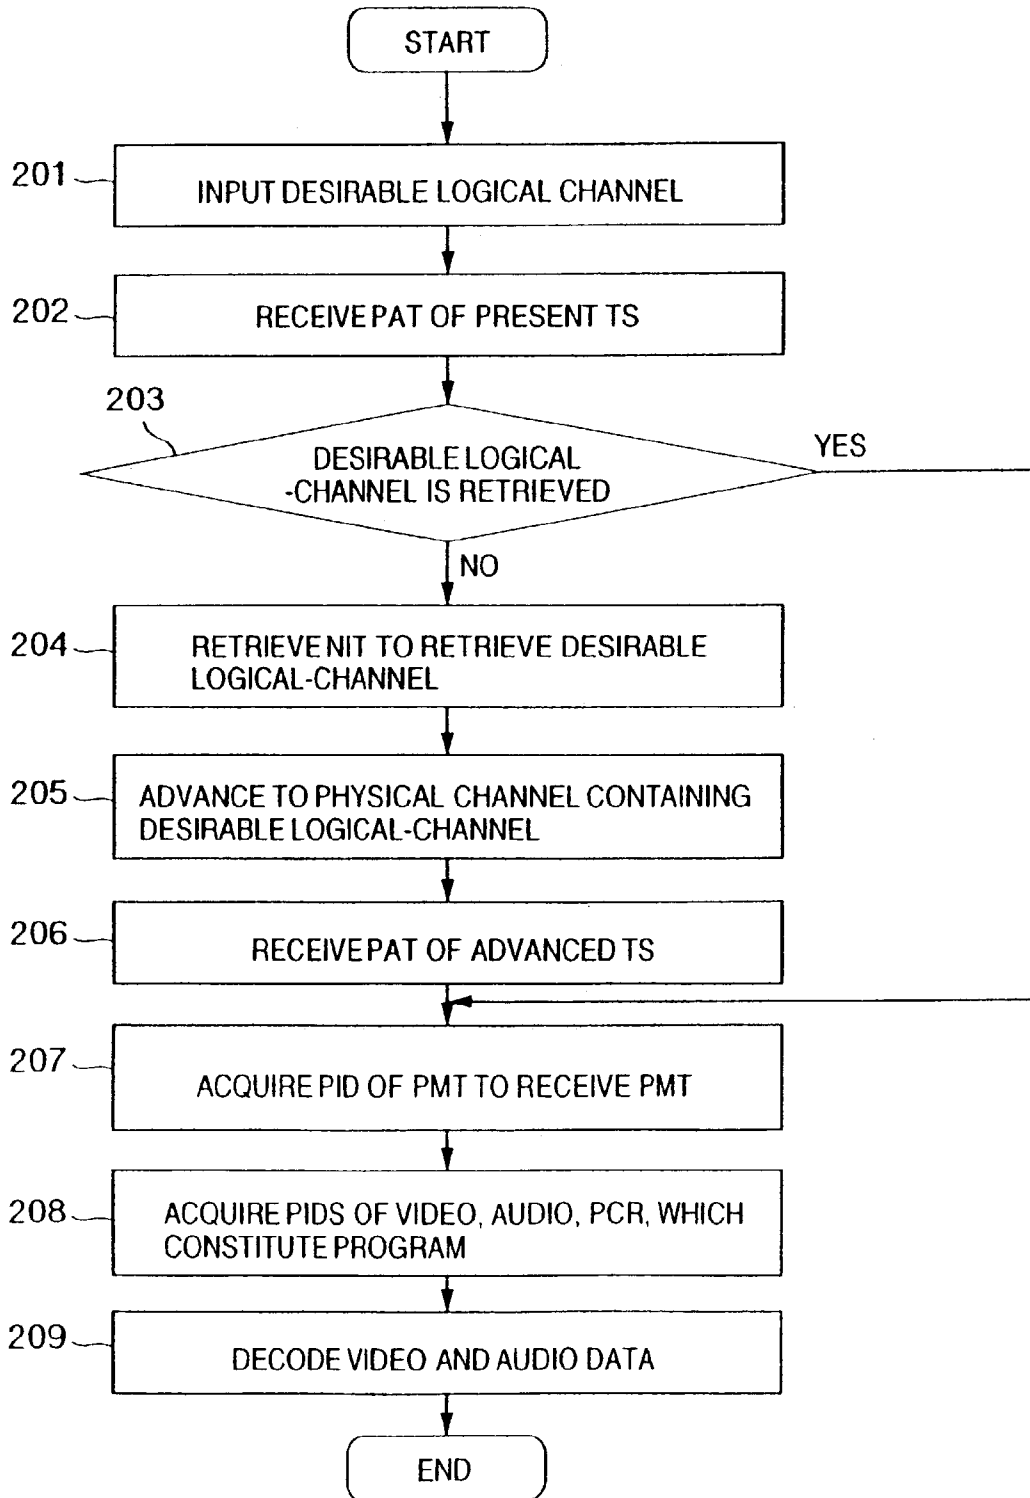 START
201
INPUT DESIRABLE LOGICAL CHANNEL
202
RECEIVE PAT OF PRESENT TS
203
DESIRABLE LOGICAL
-CHANNEL IS RETRIEVED
YES
NO
204
RETRIEVE NIT TO RETRIEVE DESIRABLE
LOGICAL-CHANNEL
205
ADVANCE TO PHYSICAL CHANNEL CONTAINING
DESIRABLE LOGICAL-CHANNEL
206
RECEIVE PAT OF ADVANCED TS
207
ACQUIRE PID OF PMT TO RECEIVE PMT
208
ACQUIRE PIDS OF VIDEO, AUDIO, PCR, WHICH
CONSTITUTE PROGRAM
209
DECODE VIDEO AND AUDIO DATA
END